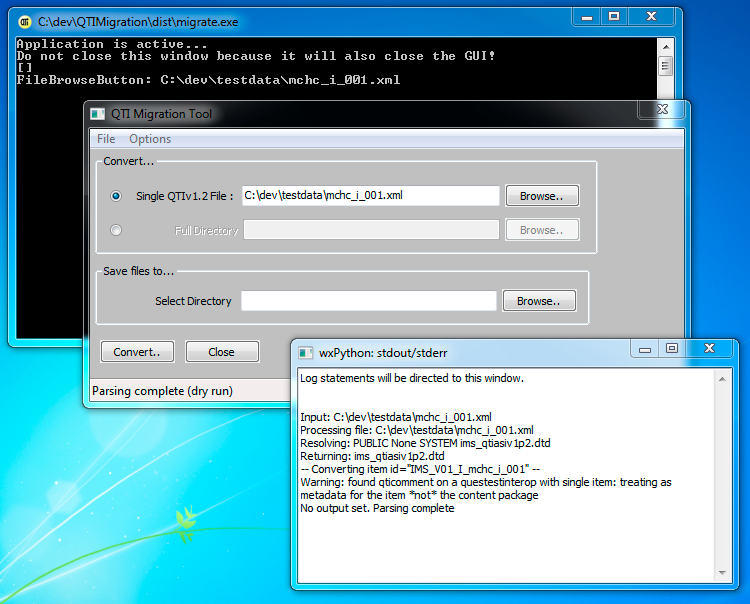 C:\dev\QTIMigration\dist\migrate.exe
Application is active...
Do not close this window because it will also close the GUI!
[]
FileBrowseButton: C:\dev\testdata\mchc_i_001.xml
QTI Migration Tool
File Options
Convert...
Single QTIv1.2 File : C:\dev\testdata\mchc_i_001.xml Browse..
Full Directory Browse..
Save files to...
Select Directory Browse..
Convert.. Close
Parsing complete (dry run)
wxPython: stdout/stderr
Log statements will be directed to this window.
Input: C:\dev\testdata\mchc_i_001.xml
Processing file: C:\dev\testdata\mchc_i_001.xml
Resolving: PUBLIC None SYSTEM ims_qtiasiv1p2.dtd
Returning: ims_qtiasiv1p2.dtd
-- Converting item id="IMS_V01_I_mchc_i_001" --
Warning: found qticomment on a questestinterop with single item: treating as
metadata for the item *not* the content package
No output set. Parsing complete